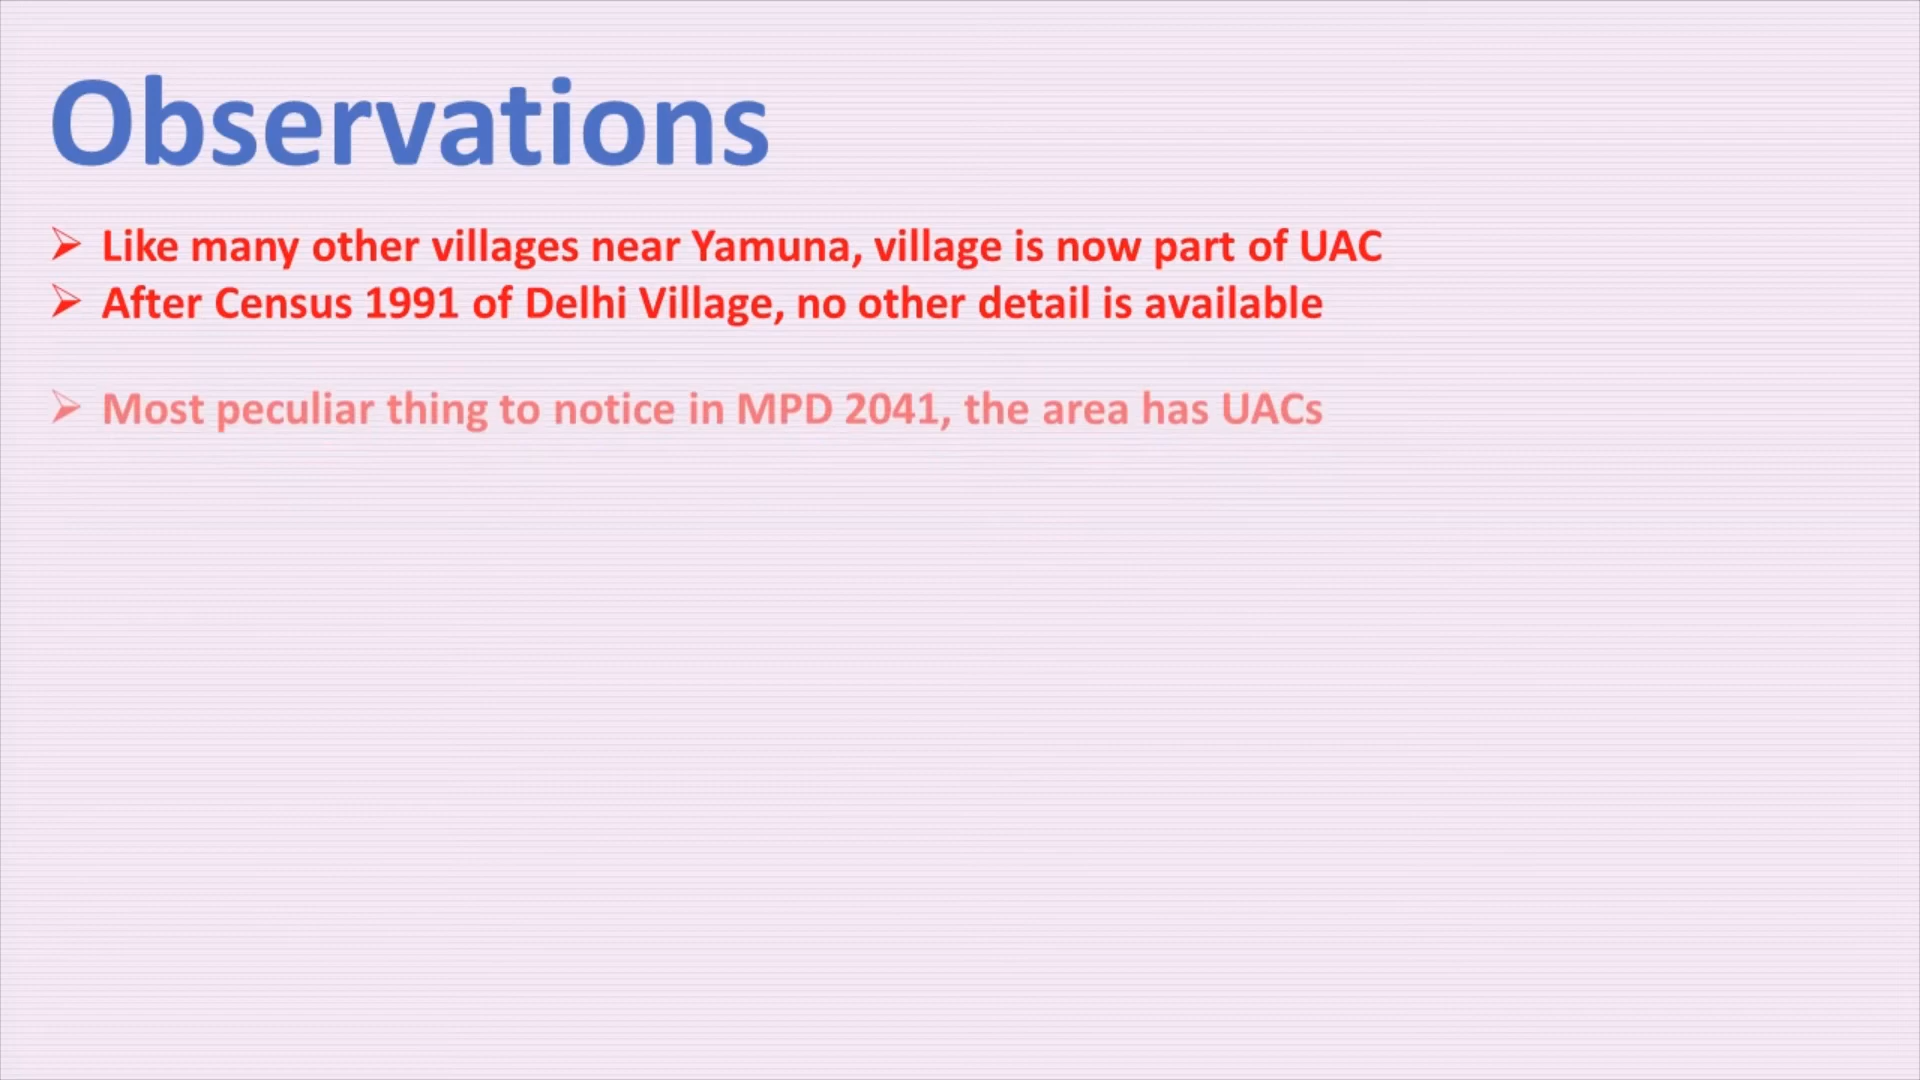 Observations
➢ Like many other villages near Yamuna, village is now part of UAC
➢ After Census 1991 of Delhi Village, no other detail is available
➢ Most peculiar thing to notice in MPD 2041, the area has UACs